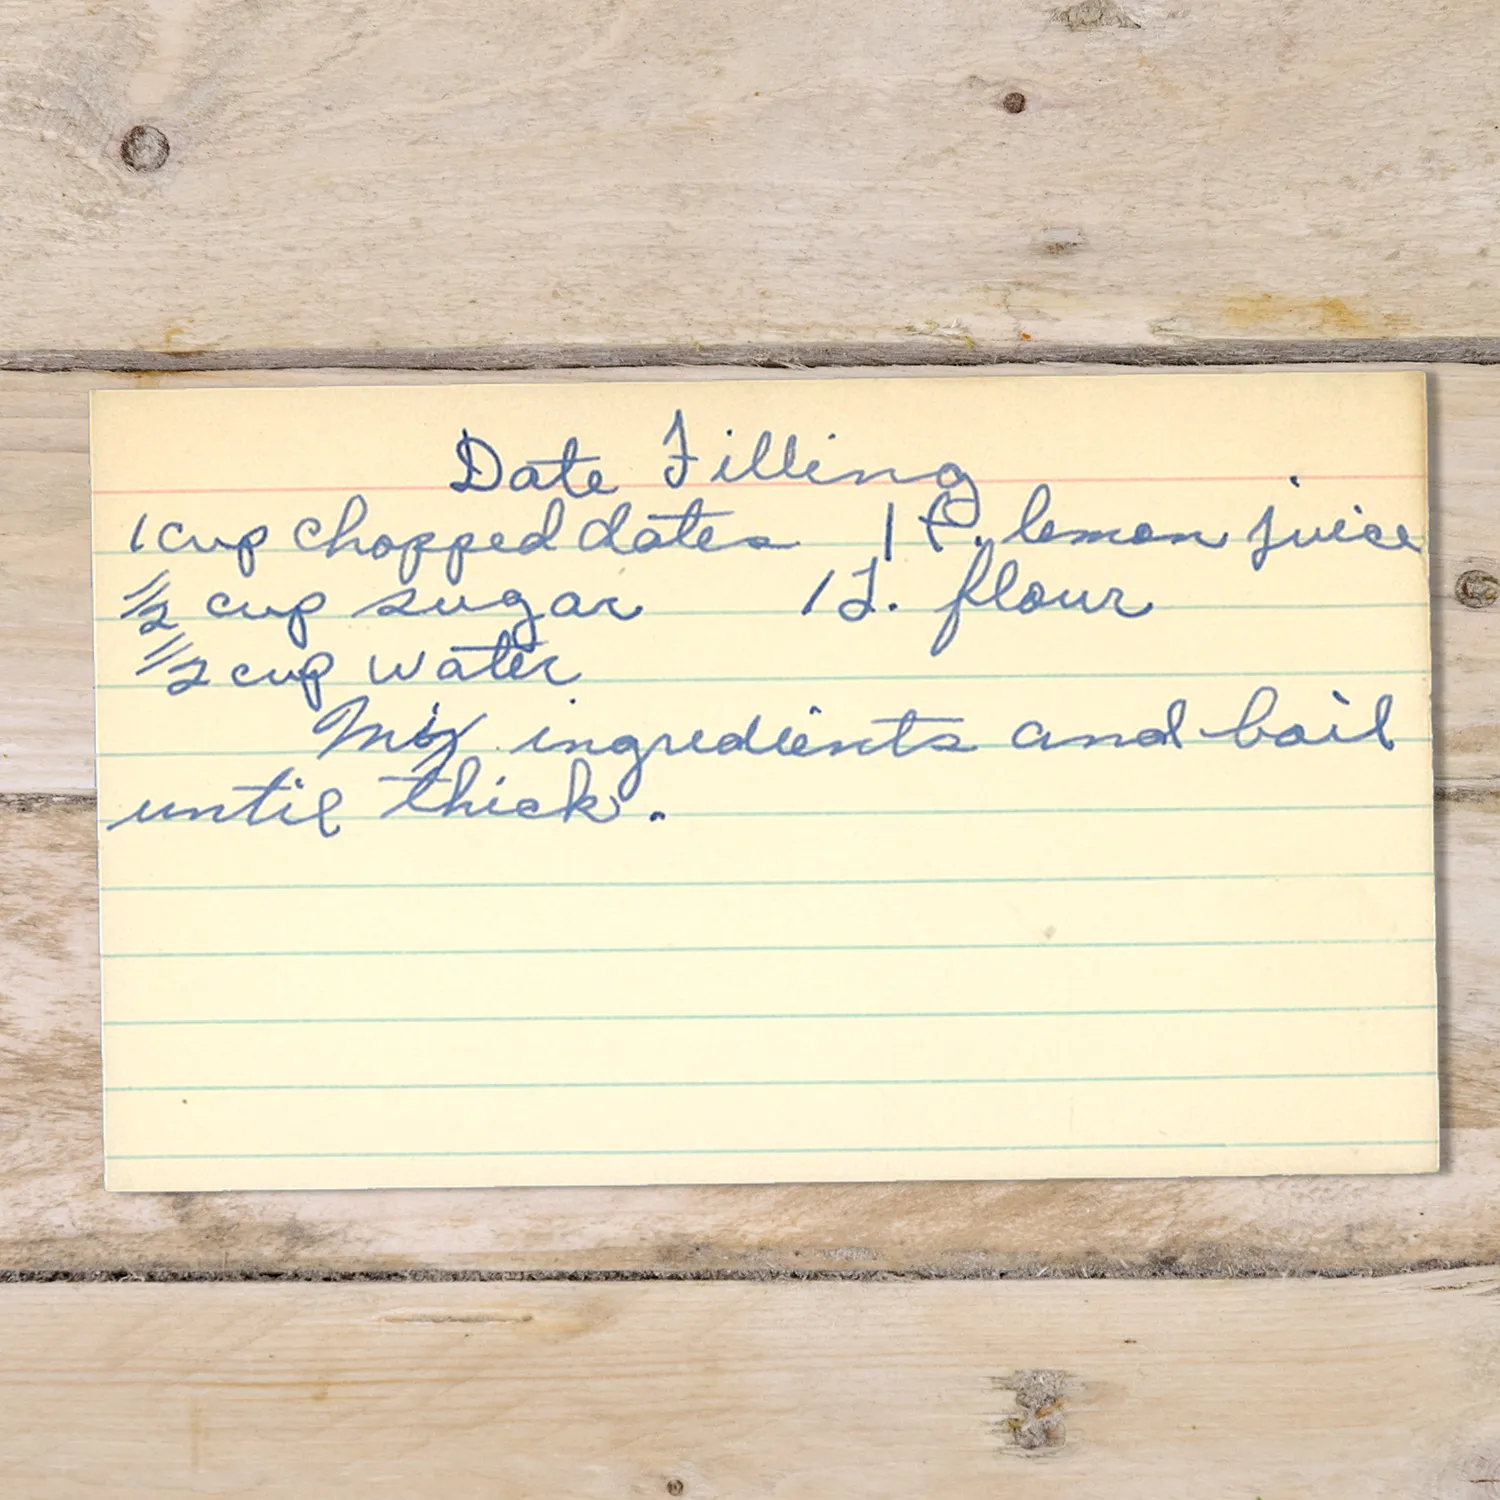 Date Filling
1 cup chopped dates 1 t. lemon juice
1/2 cup sugar 1 T. flour
1/2 cup water
Mix ingredients and boil
until thick.